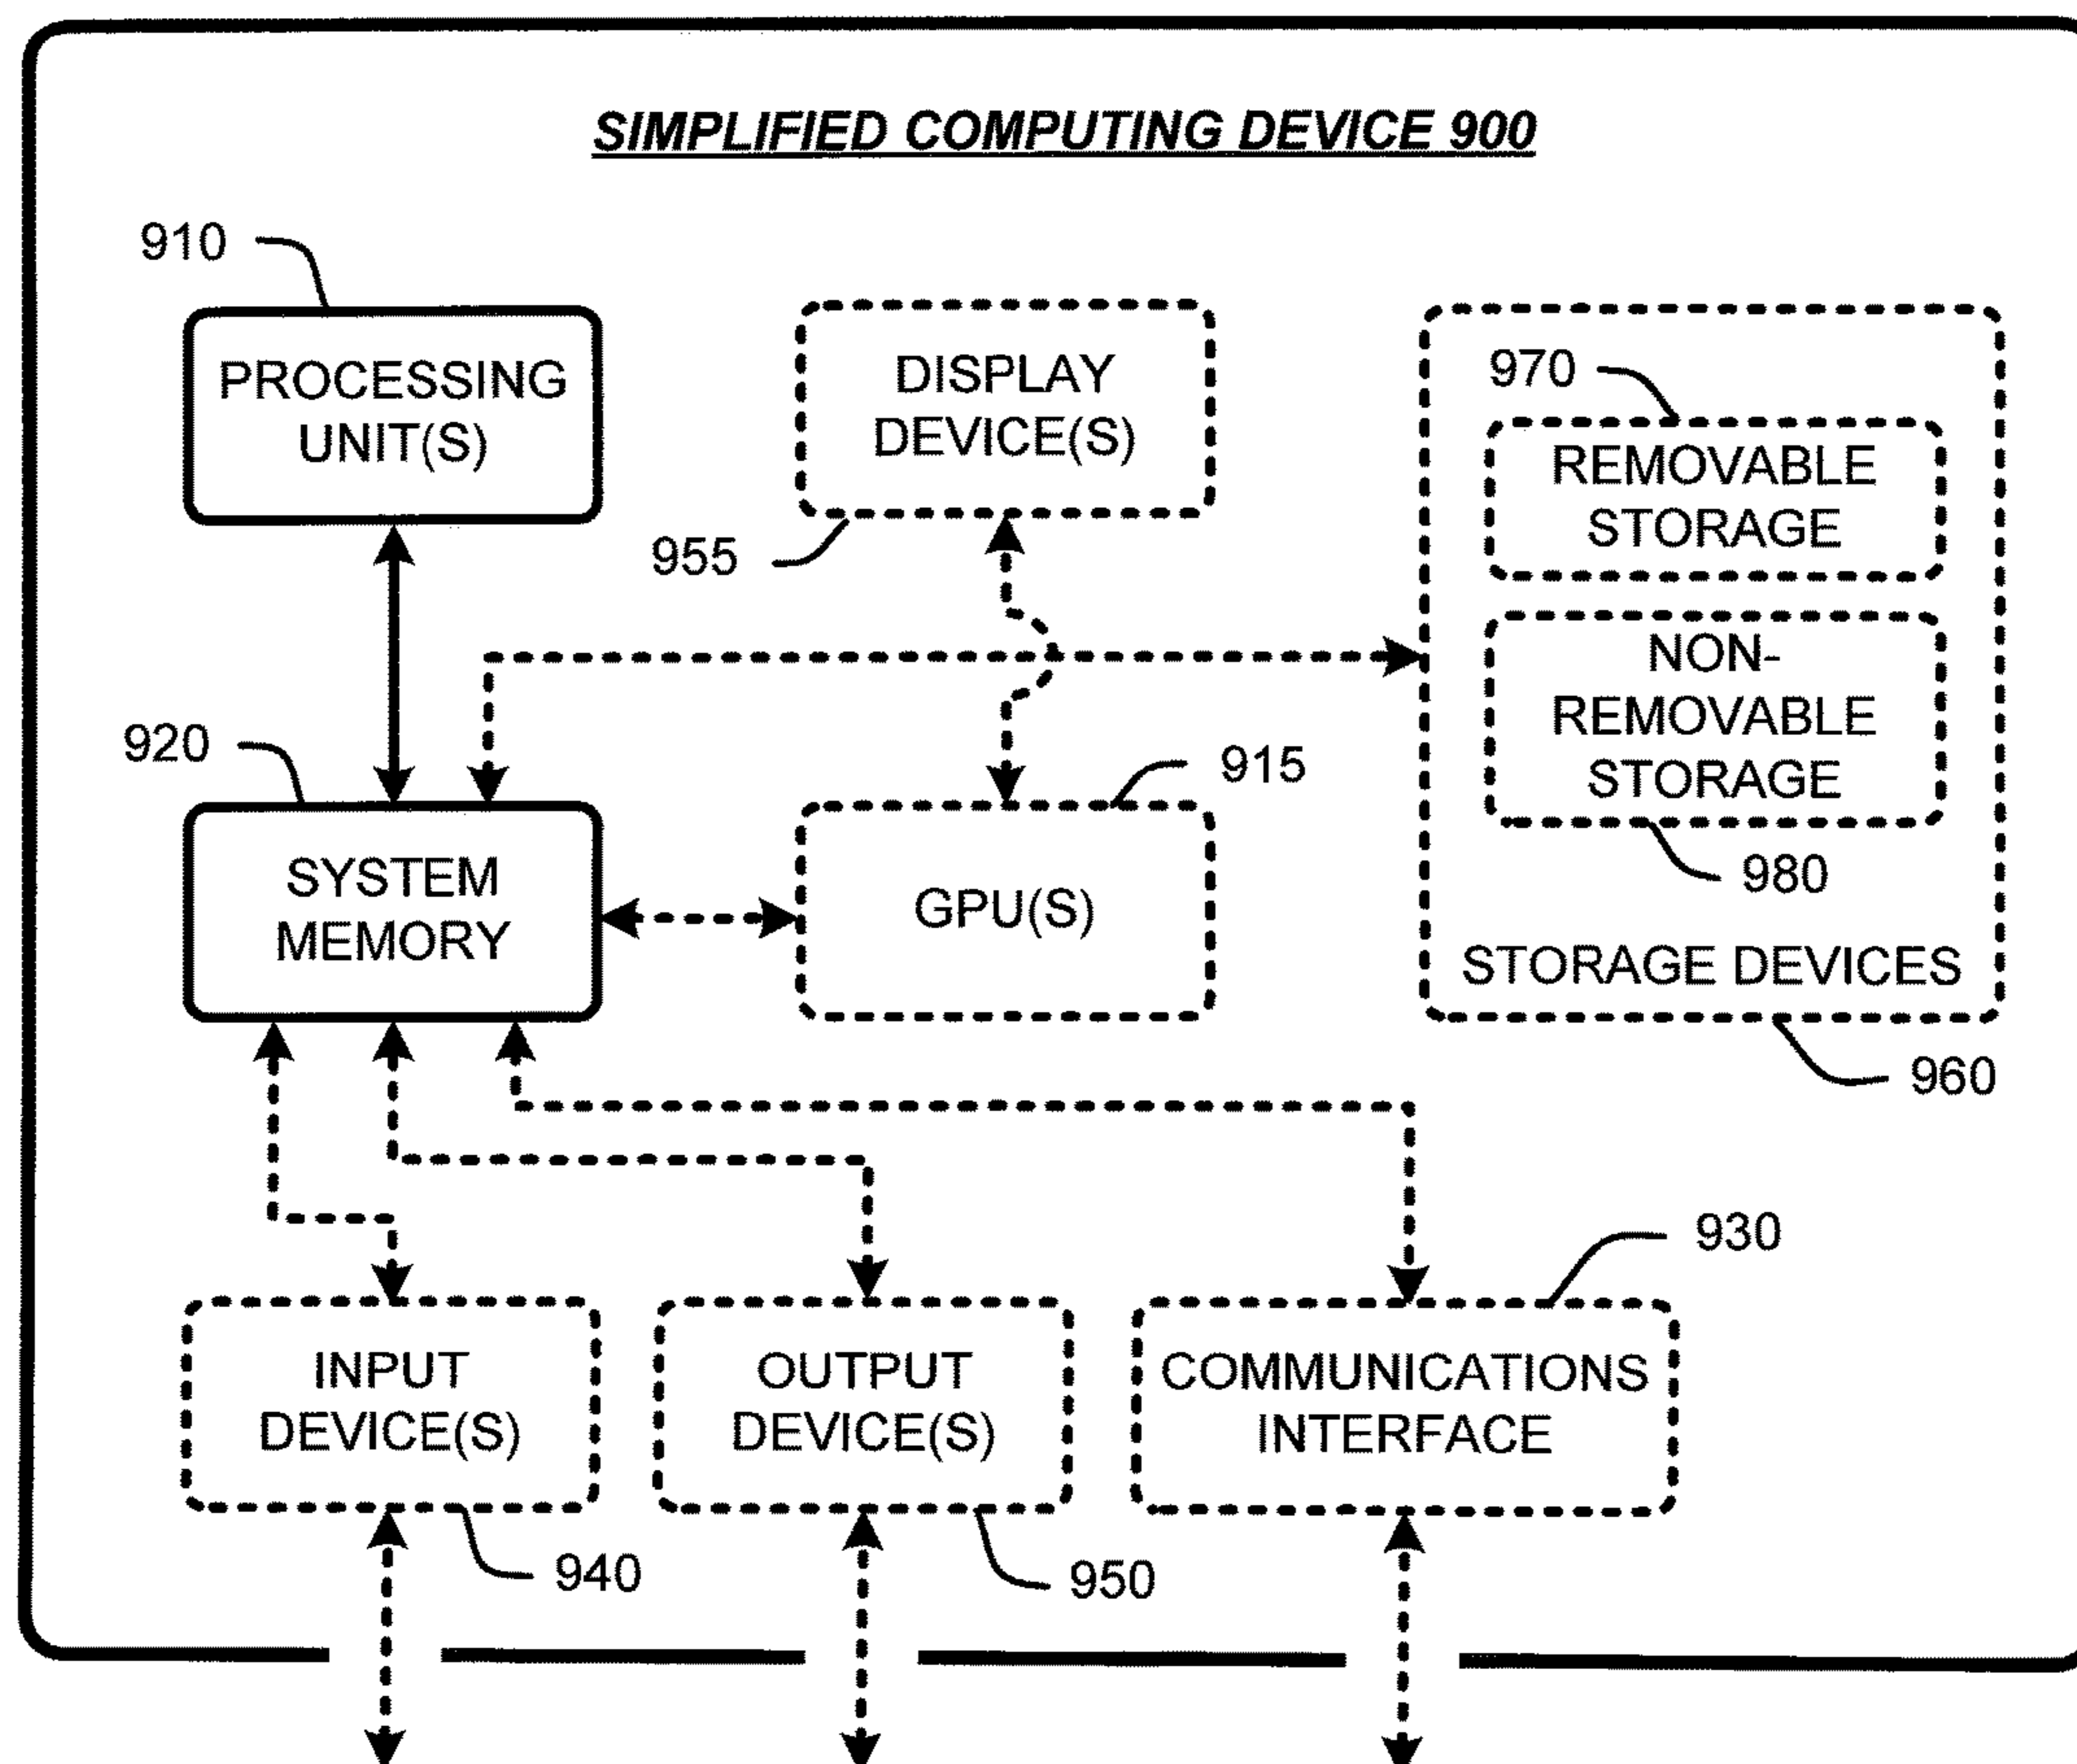 SIMPLIFIED COMPUTING DEVICE 900
910
PROCESSING
UNIT(S)
DISPLAY
DEVICE(S)
955
970
REMOVABLE
STORAGE
NON-
REMOVABLE
STORAGE
980
STORAGE DEVICES
960
920
SYSTEM
MEMORY
915
GPU(S)
930
INPUT
DEVICE(S)
940
OUTPUT
DEVICE(S)
950
COMMUNICATIONS
INTERFACE